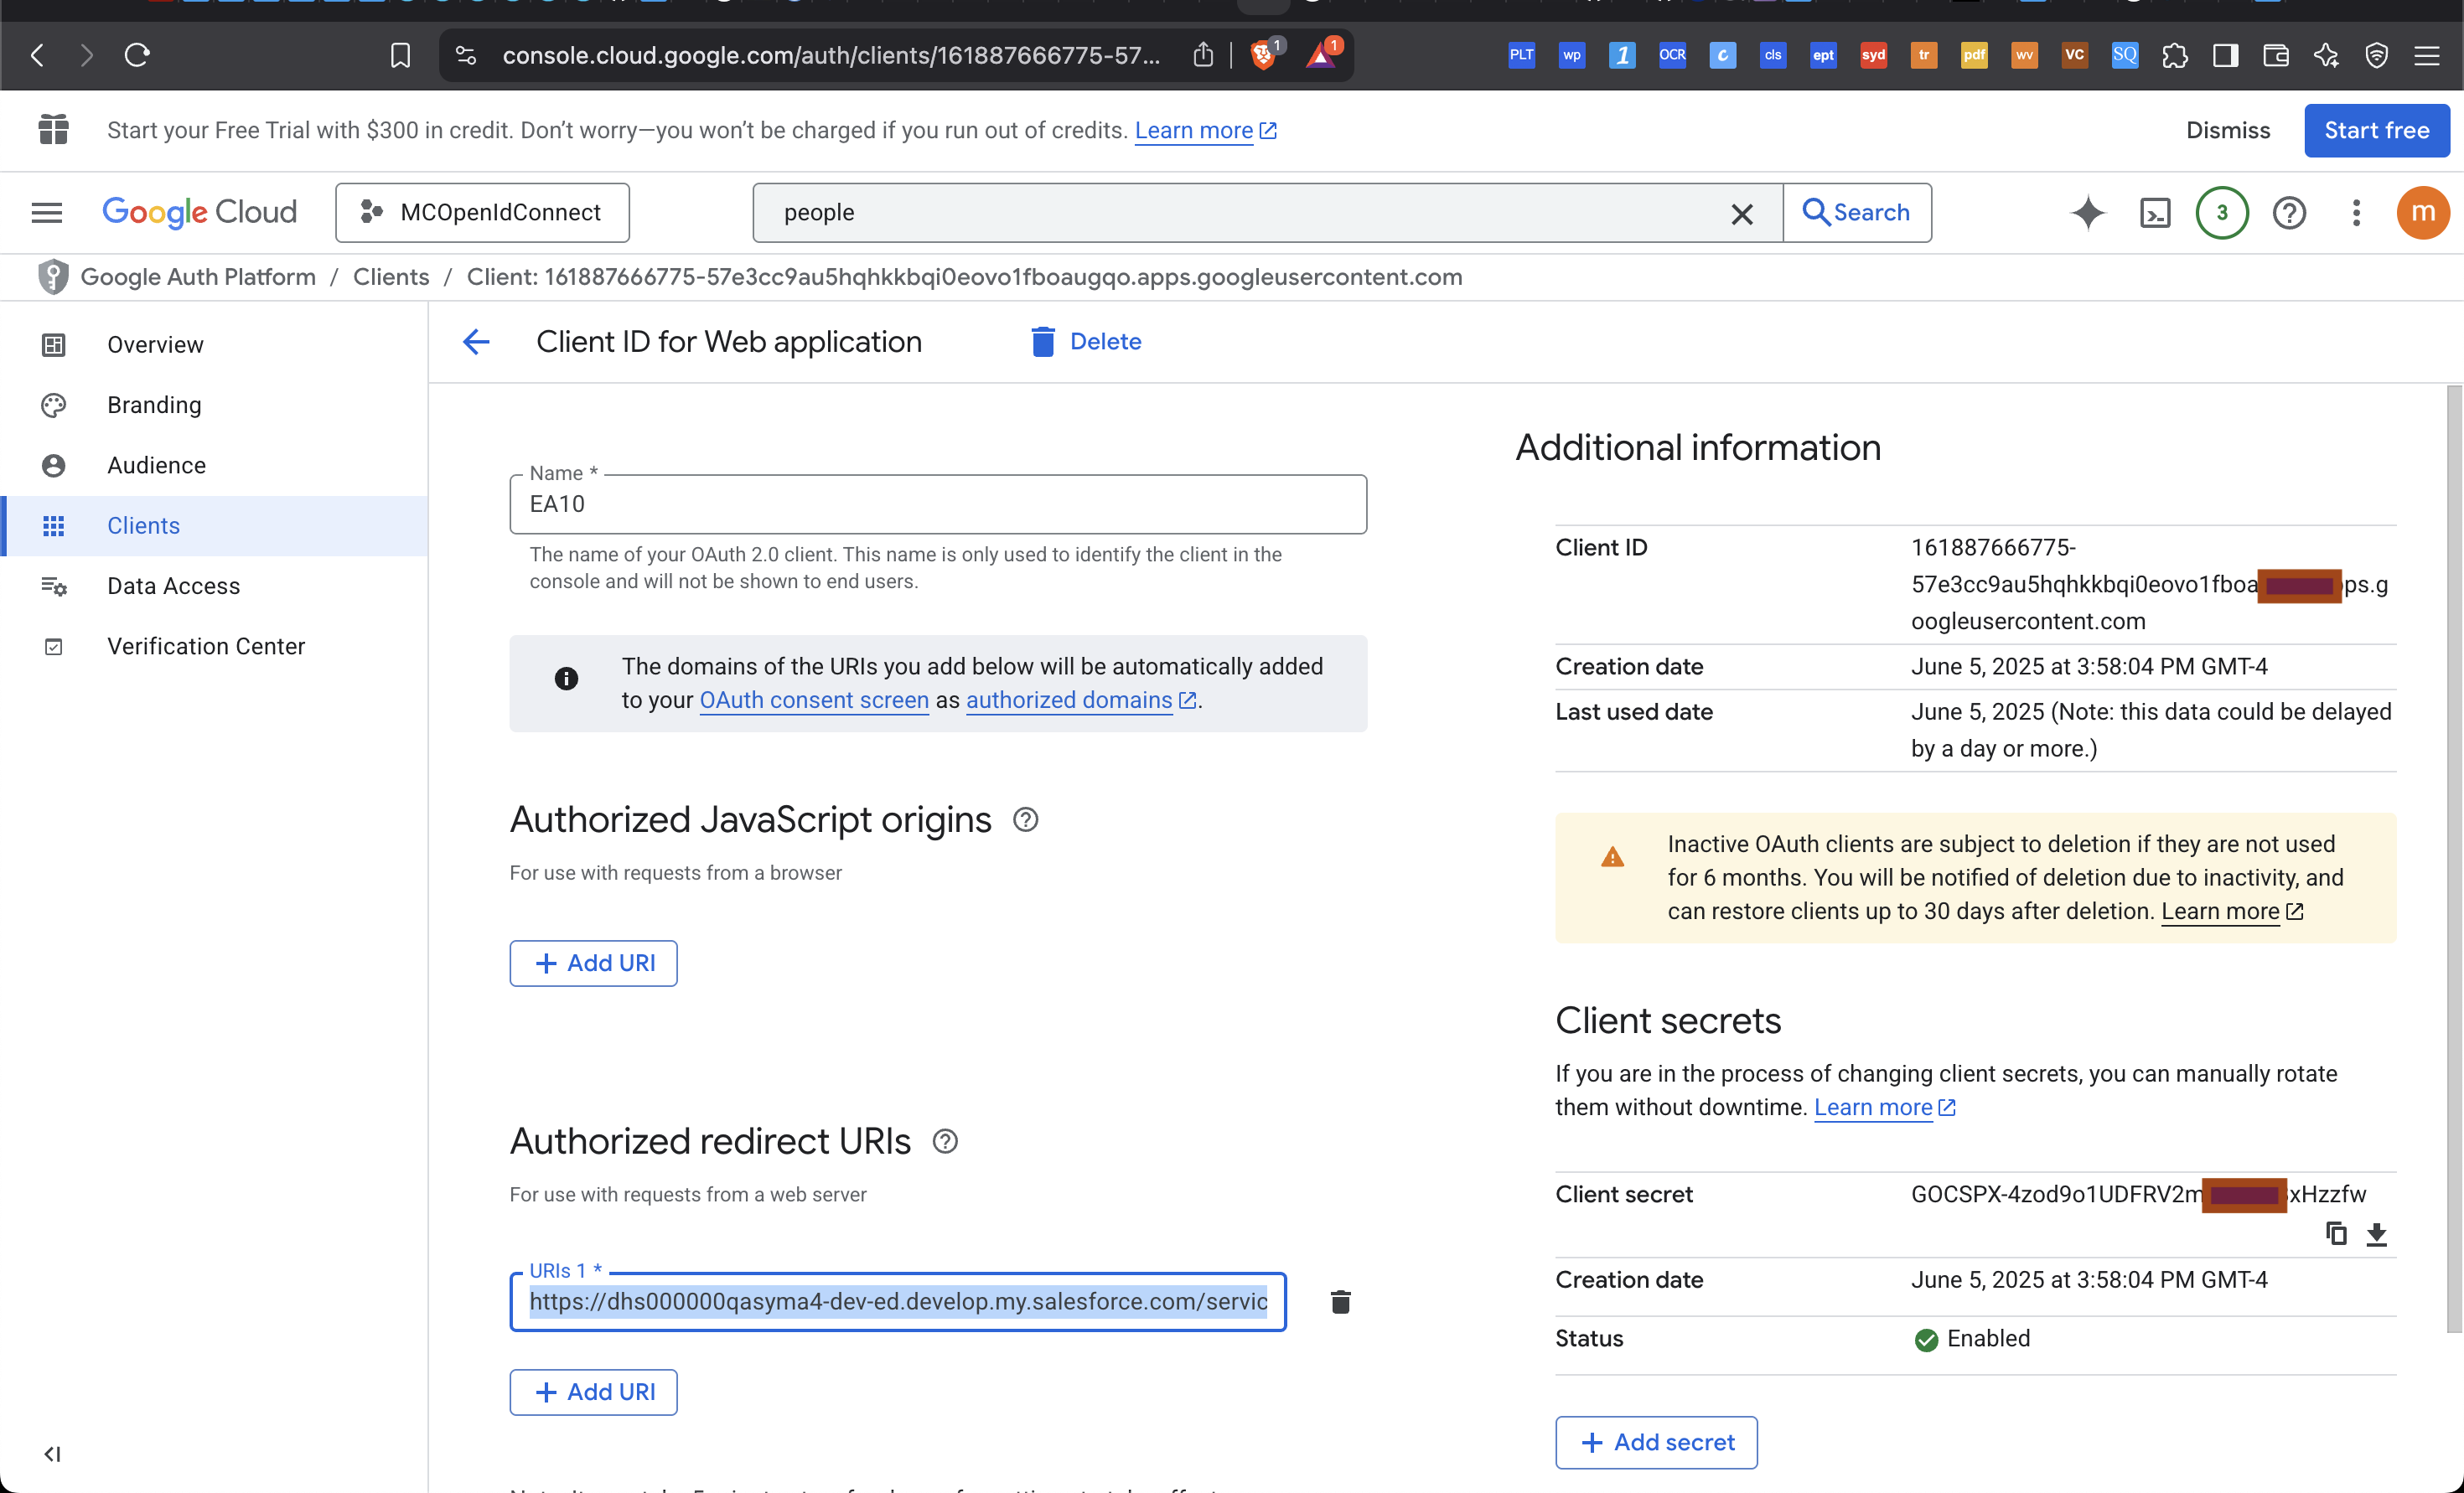 console.cloud.google.com/auth/clients/161887666775-57...
1
1
PLT
wp
1
OCR
c
cls
ept
syd
tr
pdf
wv
VC
SQ
Start your Free Trial with $300 in credit. Don’t worry—you won’t be charged if you run out of credits. Learn more
Dismiss
Start free
Google Cloud
MCOpenIdConnect
people
Search
3
m
Google Auth Platform / Clients / Client: 161887666775-57e3cc9au5hqhkkbqi0eovo1fboaugqo.apps.googleusercontent.com
Overview
Branding
Audience
Clients
Data Access
Verification Center
Client ID for Web application
Delete
Name *
EA10
The name of your OAuth 2.0 client. This name is only used to identify the client in the
console and will not be shown to end users.
The domains of the URIs you add below will be automatically added
to your OAuth consent screen as authorized domains.
Authorized JavaScript origins
For use with requests from a browser
Add URI
Authorized redirect URIs
For use with requests from a web server
URIs 1 *
https://dhs000000qasyma4-dev-ed.develop.my.salesforce.com/servic
Add URI
Additional information
Client ID
161887666775-
57e3cc9au5hqhkkbqi0eovo1fboa ps.g
oogleusercontent.com
Creation date
June 5, 2025 at 3:58:04 PM GMT-4
Last used date
June 5, 2025 (Note: this data could be delayed
by a day or more.)
Inactive OAuth clients are subject to deletion if they are not used
for 6 months. You will be notified of deletion due to inactivity, and
can restore clients up to 30 days after deletion. Learn more
Client secrets
If you are in the process of changing client secrets, you can manually rotate
them without downtime. Learn more
Client secret
GOCSPX-4zod9o1UDFRV2m xHzzfw
Creation date
June 5, 2025 at 3:58:04 PM GMT-4
Status
Enabled
Add secret